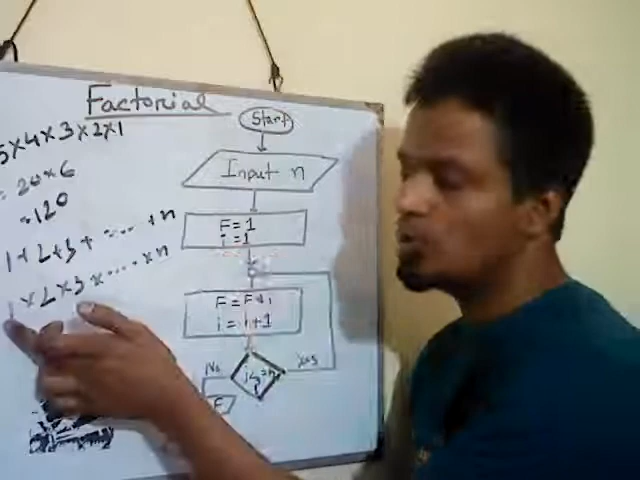 Factorial
5×4×3×2×1
= 20×6
=120
1+2+3+ .... +n
1×2×3×....×n
Start
Input n
F=1
i=1
F=F*i
i=i+1
i<=n
No
yes
F